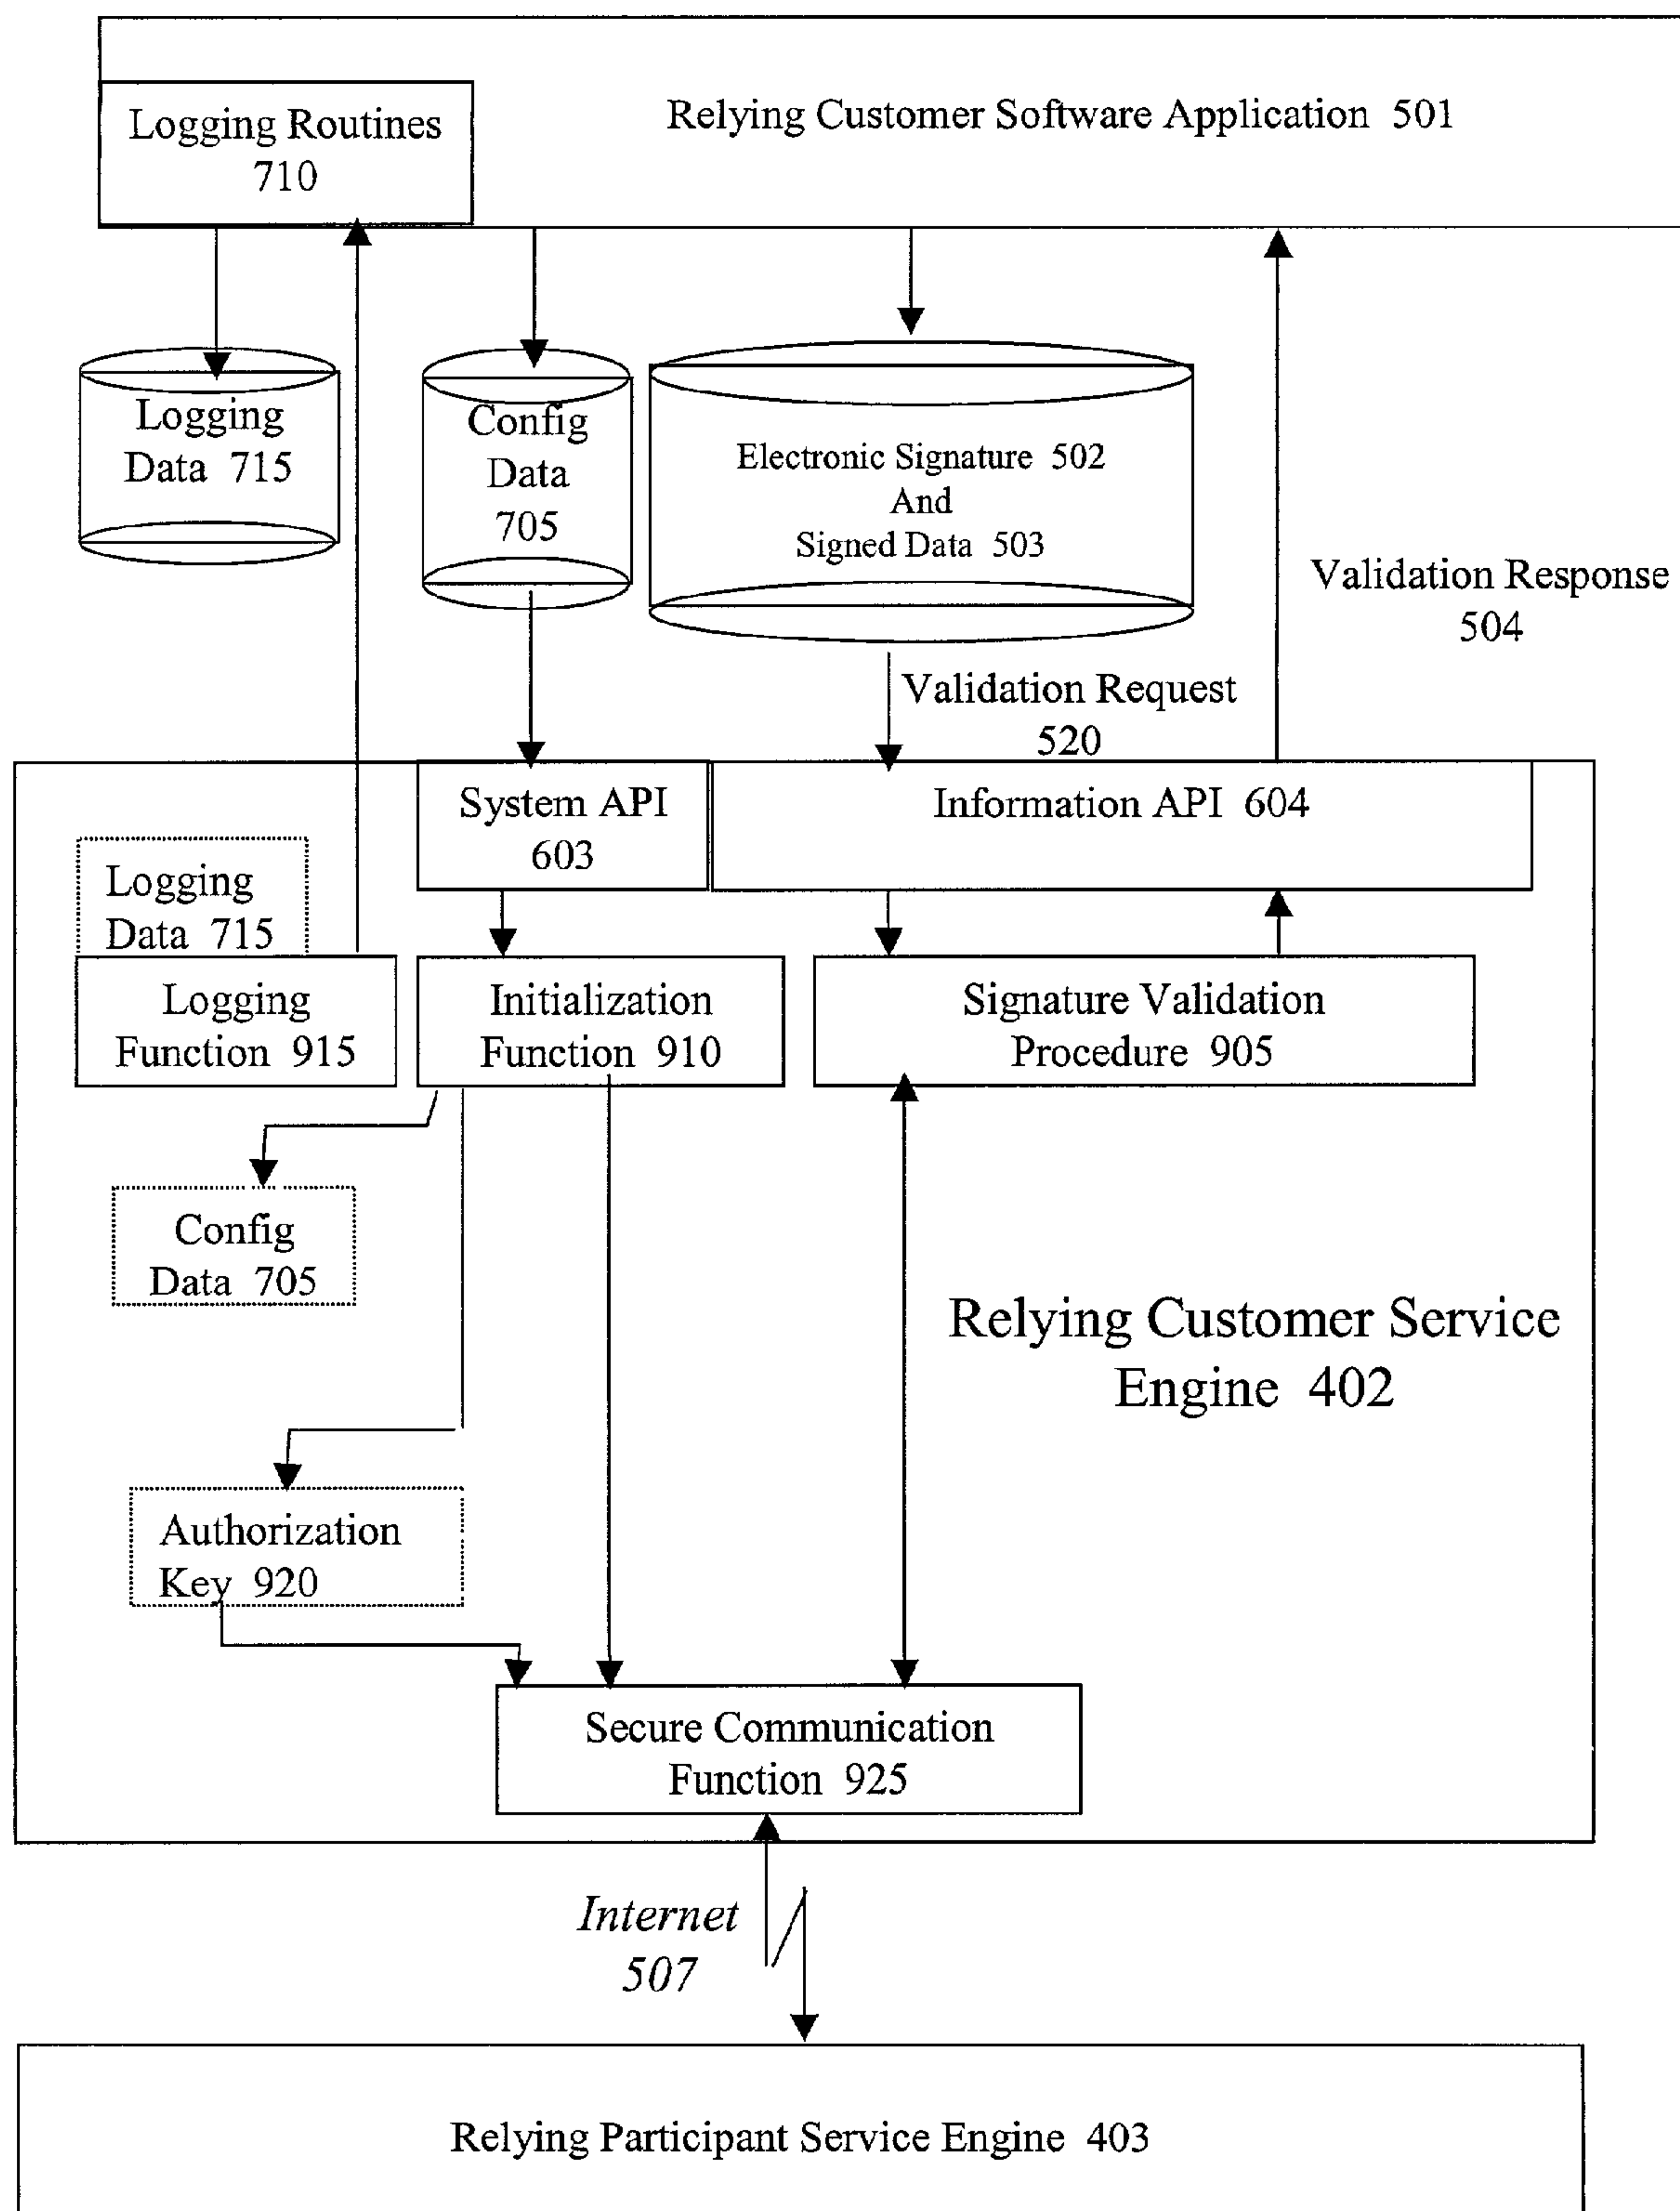 Logging Routines
710
Relying Customer Software Application 501
Logging
Data 715
Config
Data
705
Electronic Signature 502
And
Signed Data 503
Validation Response
504
Validation Request
520
System API
603
Information API 604
Logging
Data 715
Logging
Function 915
Initialization
Function 910
Signature Validation
Procedure 905
Config
Data 705
Relying Customer Service
Engine 402
Authorization
Key 920
Secure Communication
Function 925
Internet
507
Relying Participant Service Engine 403